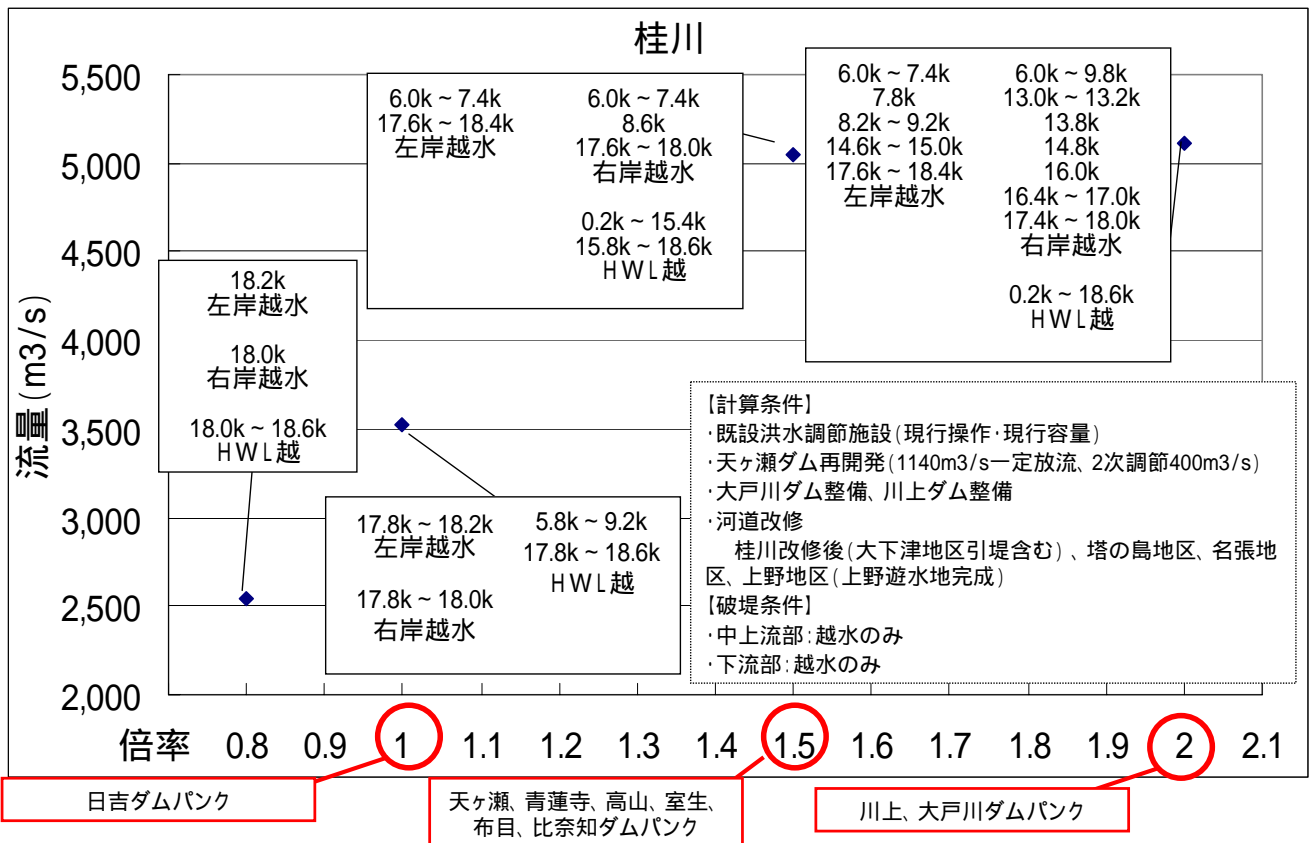 桂川
5,500
5,000
4,500
4,000
3,500
3,000
2,500
2,000
流量(m3/s)
18.2k
左岸越水
18.0k
右岸越水
18.0k～18.6k
HWL越
6.0k～7.4k
17.6k～18.4k
左岸越水
6.0k～7.4k
8.6k
17.6k～18.0k
右岸越水
0.2k～15.4k
15.8k～18.6k
HWL越
6.0k～7.4k
7.8k
8.2k～9.2k
14.6k～15.0k
17.6k～18.4k
左岸越水
6.0k～9.8k
13.0k～13.2k
13.8k
14.8k
16.0k
16.4k～17.0k
17.4k～18.0k
右岸越水
0.2k～18.6k
HWL越
17.8k～18.2k
左岸越水
17.8k～18.0k
右岸越水
5.8k～9.2k
17.8k～18.6k
HWL越
【計算条件】
・既設洪水調節施設(現行操作・現行容量)
・天ヶ瀬ダム再開発(1140m3/s一定放流、2次調節400m3/s)
・大戸川ダム整備、川上ダム整備
・河道改修
桂川改修後(大下津地区引堤含む)、塔の島地区、名張地
区、上野地区(上野遊水地完成)
【破堤条件】
・中上流部:越水のみ
・下流部:越水のみ
倍率 0.8 0.9 1 1.1 1.2 1.3 1.4 1.5 1.6 1.7 1.8 1.9 2 2.1
日吉ダムパンク
天ヶ瀬、青蓮寺、高山、室生、
布目、比奈知ダムパンク
川上、大戸川ダムパンク